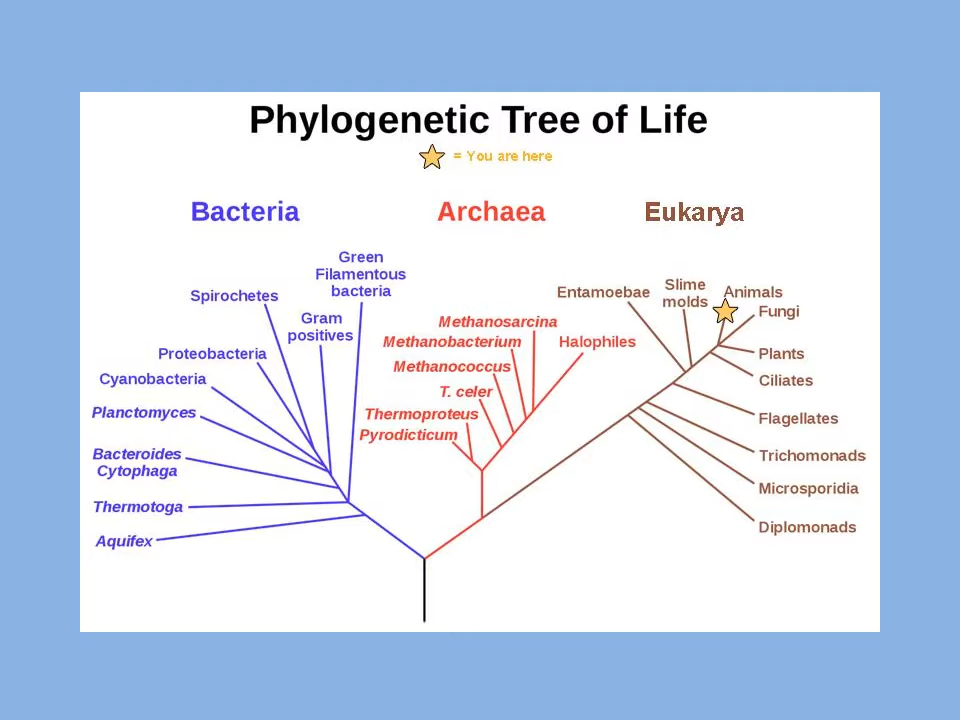 Phylogenetic Tree of Life
= You are here
Bacteria
Archaea
Eukarya
Green
Filamentous
bacteria
Spirochetes
Gram
positives
Proteobacteria
Cyanobacteria
Planctomyces
Bacteroides
Cytophaga
Thermotoga
Aquifex
Methanosarcina
Methanobacterium
Halophiles
Methanococcus
T. celer
Thermoproteus
Pyrodicticum
Entamoebae
Slime
molds
Animals
Fungi
Plants
Ciliates
Flagellates
Trichomonads
Microsporidia
Diplomonads